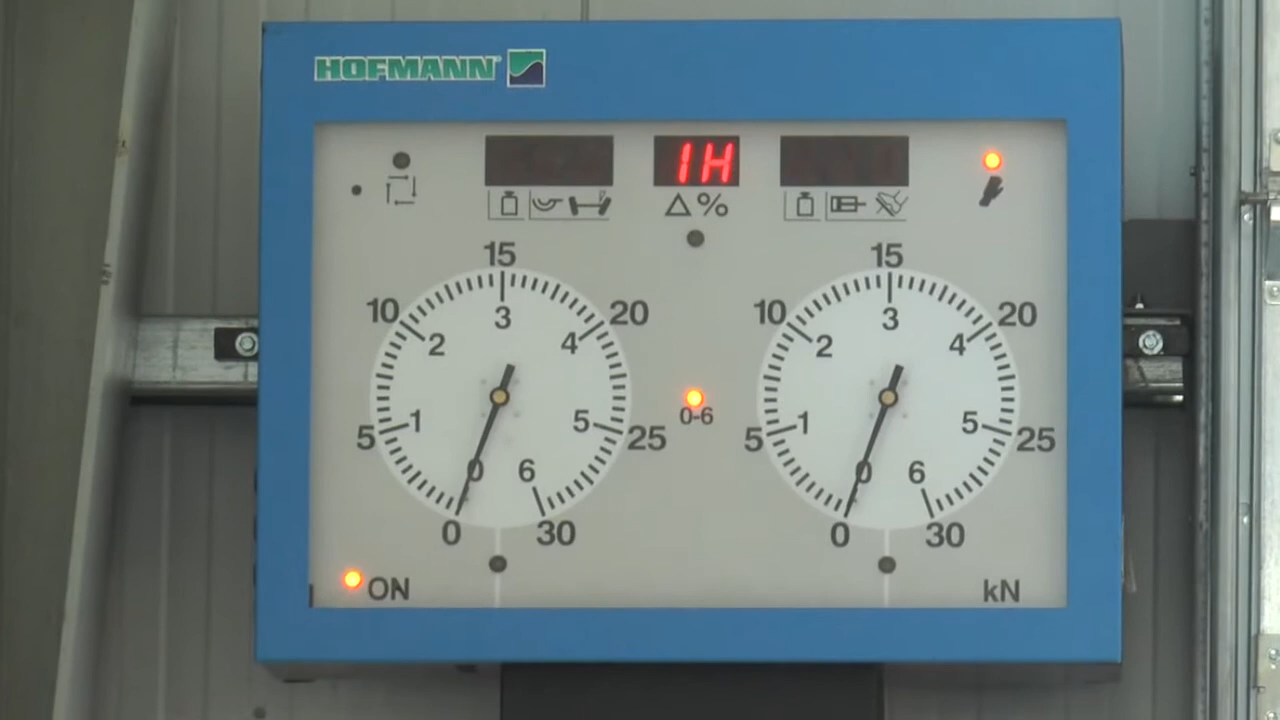 HOFMANN
1H
%
15 15
10 20 10 20
3 3
2 4 2 4
0-6
5 1 5 25 5 1 5 25
0 6 0 6
0 30 0 30
ON kN